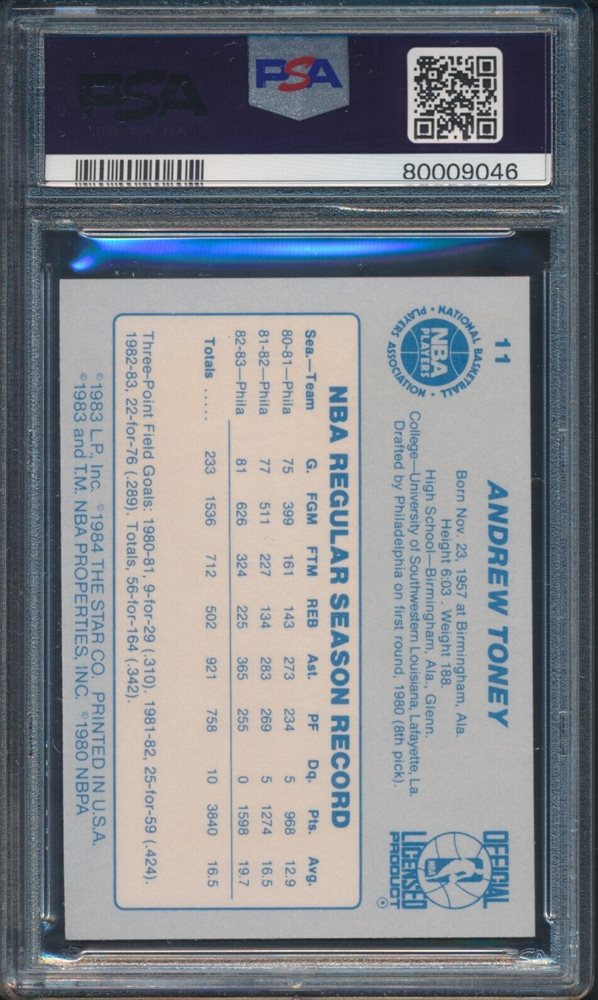 PSA
PSA
80009046
11
ANDREW TONEY
NATIONAL BASKETBALL
PLAYERS ASSOCIATION
NBA
PLAYERS
Born Nov. 23, 1957 at Birmingham, Ala.
Height 6:03 . Weight 188.
High School—Birmingham, Ala., Glenn.
College—University of Southwestern Louisiana, Lafayette, La.
Drafted by Philadelphia on first round, 1980 (8th pick).
OFFICIAL
NBA
LICENSED
PRODUCT
®
NBA REGULAR SEASON RECORD
Sea.—Team G. FGM FTM REB Ast. PF Dq. Pts. Avg.
80-81—Phila 75 399 161 143 273 234 5 968 12.9
81-82—Phila 77 511 227 134 283 269 5 1274 16.5
82-83—Phila 81 626 324 225 365 255 0 1598 19.7
Totals ..... 233 1536 712 502 921 758 10 3840 16.5
Three-Point Field Goals: 1980-81, 9-for-29 (.310). 1981-82, 25-for-59 (.424).
1982-83, 22-for-76 (.289). Totals, 56-for-164 (.342).
©1983 L.P., Inc. ©1984 THE STAR CO. PRINTED IN U.S.A.
©1983 and T.M. NBA PROPERTIES, INC. ©1980 NBPA